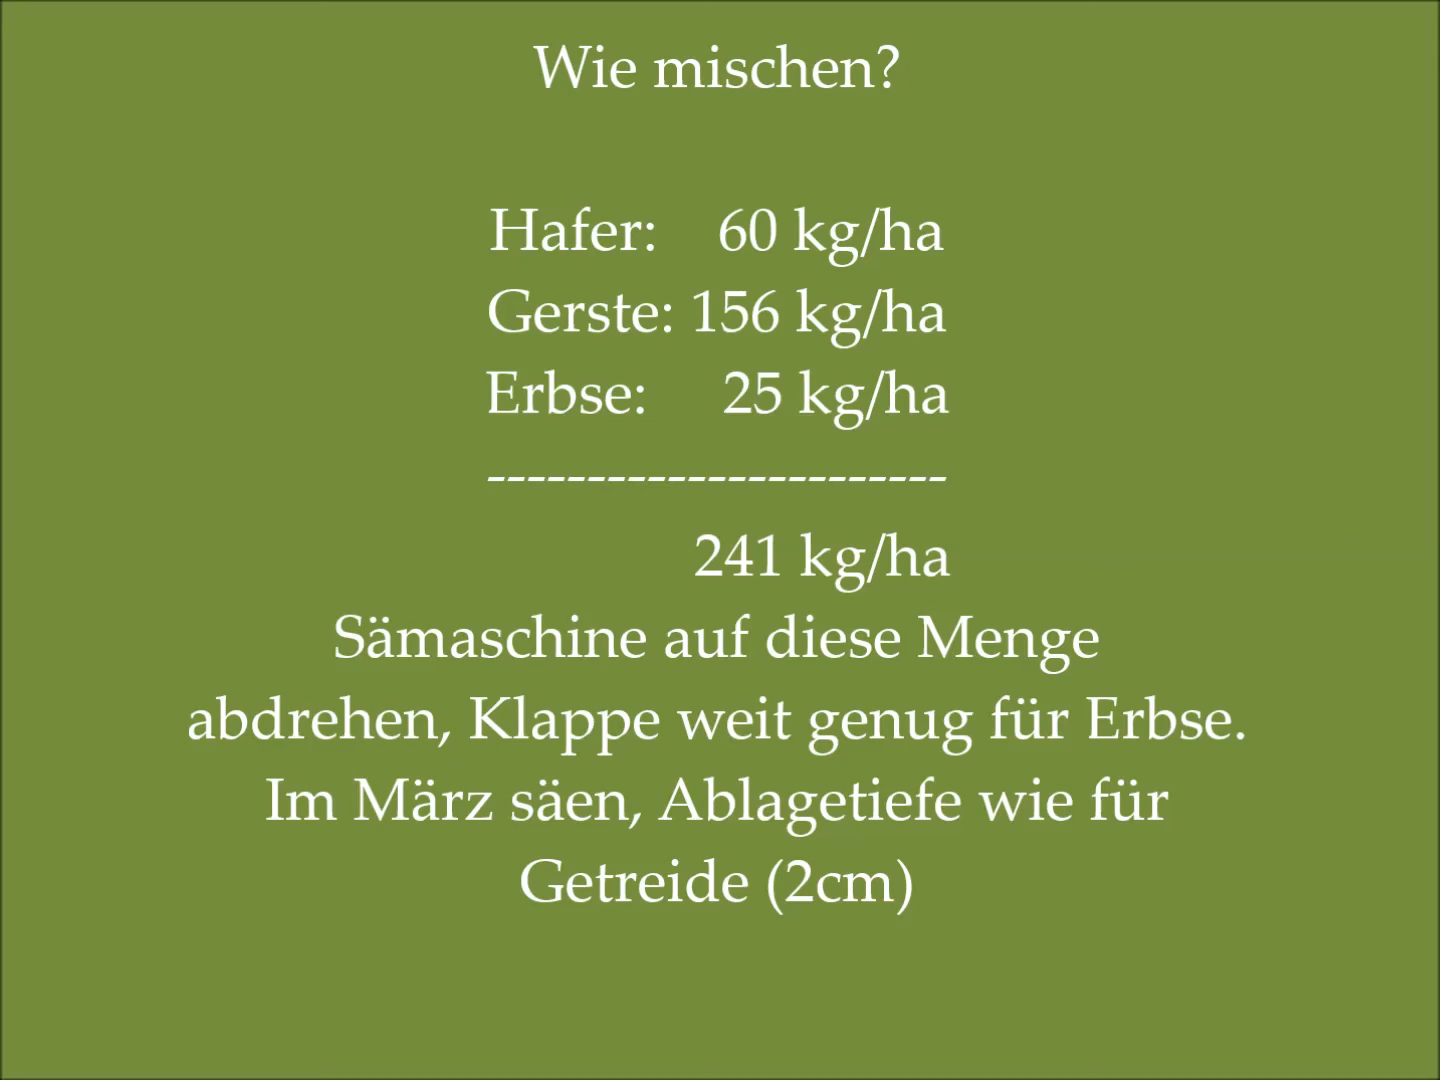 Wie mischen?
Hafer: 60 kg/ha
Gerste: 156 kg/ha
Erbse: 25 kg/ha
-----------------------
241 kg/ha
Sämaschine auf diese Menge
abdrehen, Klappe weit genug für Erbse.
Im März säen, Ablagetiefe wie für
Getreide (2cm)